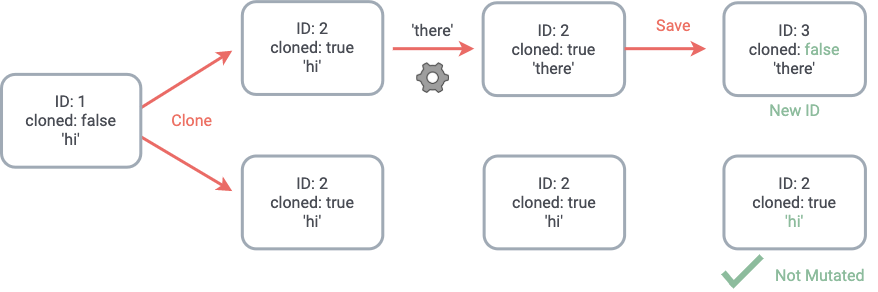 ID: 2
cloned: true
'hi'
'there'
ID: 2
cloned: true
'there'
Save
ID: 3
cloned: false
'there'
New ID
ID: 1
cloned: false
'hi'
Clone
ID: 2
cloned: true
'hi'
ID: 2
cloned: true
'hi'
ID: 2
cloned: true
'hi'
Not Mutated